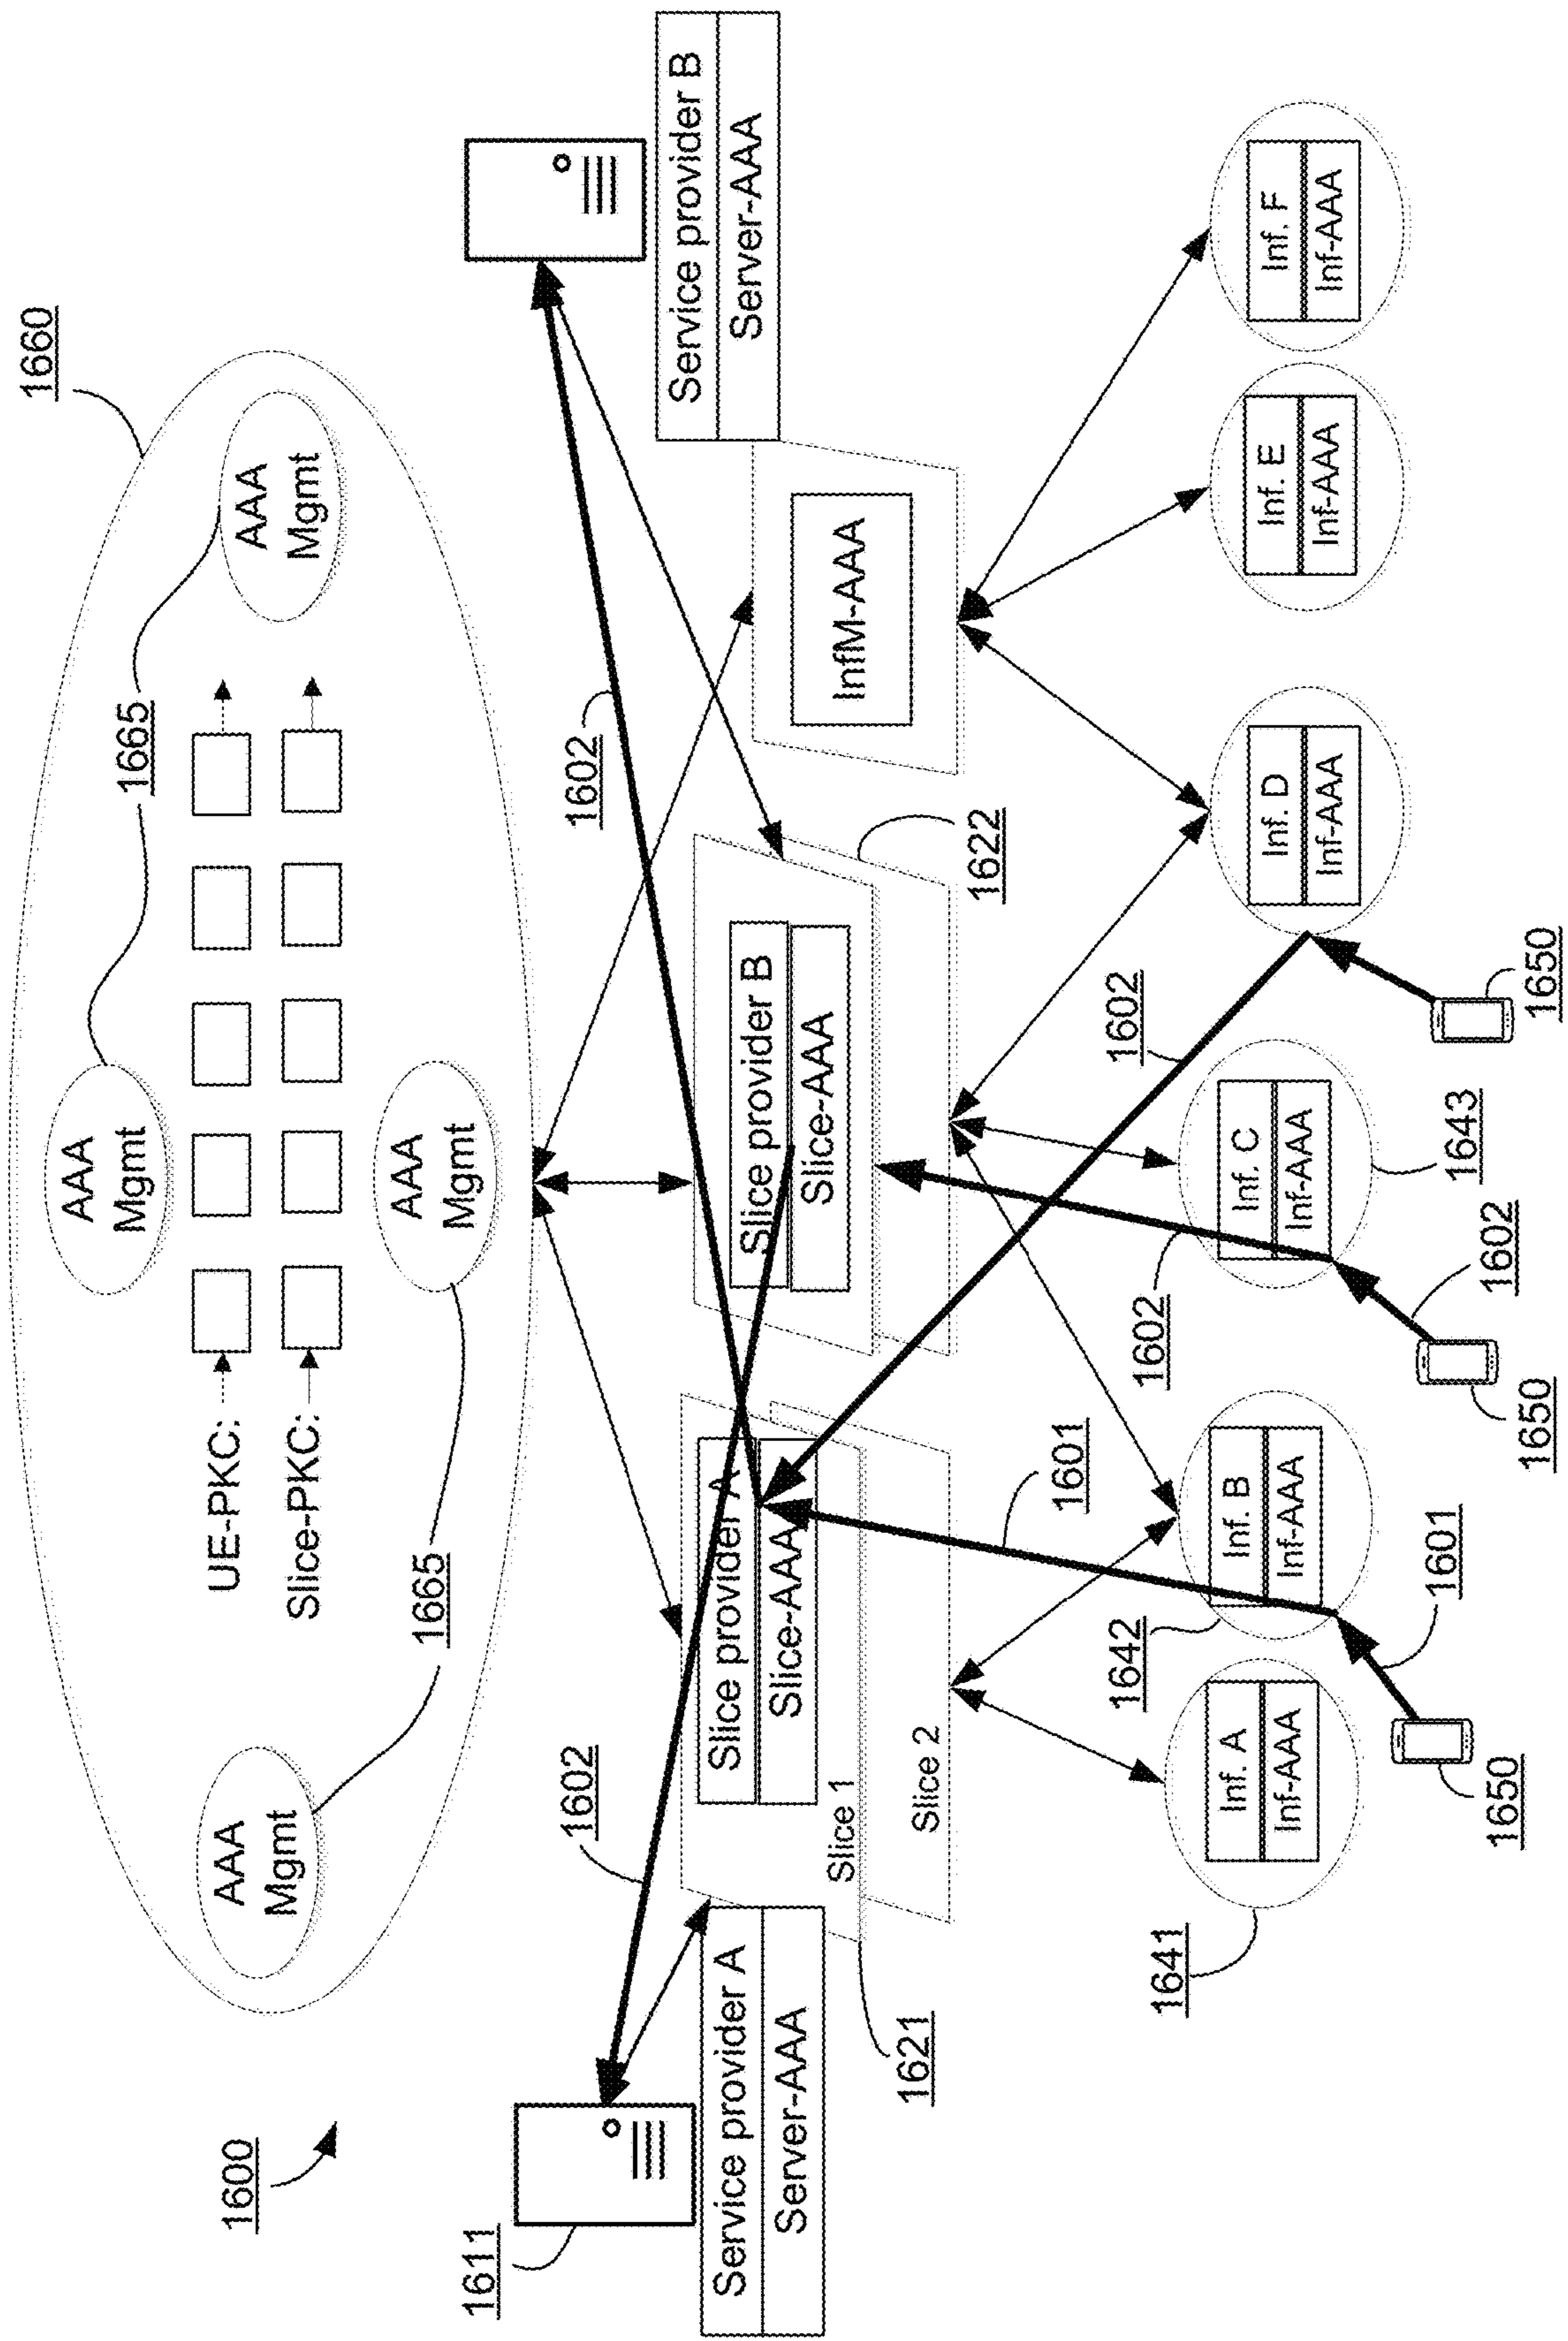 1600
1660
AAA
Mgmt
AAA
Mgmt
AAA
Mgmt
AAA
Mgmt
1665
1665
UE-PKC:
Slice-PKC:
1611
1602
1602
Service provider A
Server-AAA
Service provider B
Server-AAA
Slice provider A
Slice-AAA
Slice 1
Slice 2
1621
Slice provider B
Slice-AAA
1622
InfM-AAA
1601
1602
1602
1641
1642
1643
Inf. A
Inf-AAA
Inf. B
Inf-AAA
Inf. C
Inf-AAA
Inf. D
Inf-AAA
Inf. E
Inf-AAA
Inf. F
Inf-AAA
1601
1602
1650
1650
1650